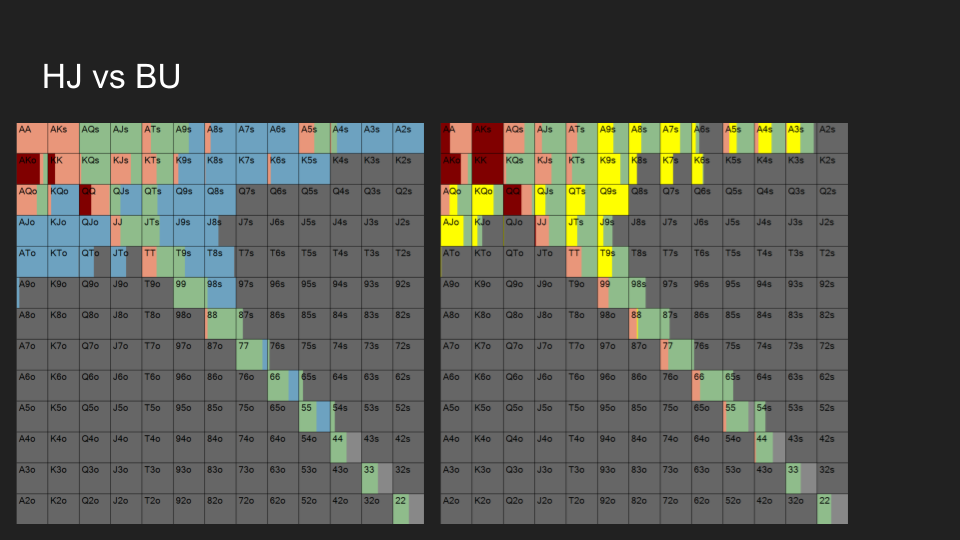 HJ vs BU
AA AKs AQs AJs ATs A9s A8s A7s A6s A5s A4s A3s A2s AA AKs AQs AJs ATs A9s A8s A7s A6s A5s A4s A3s A2s
AKo KK KQs KJs KTs K9s K8s K7s K6s K5s K4s K3s K2s AKo KK KQs KJs KTs K9s K8s K7s K6s K5s K4s K3s K2s
AQo KQo QQ QJs QTs Q9s Q8s Q7s Q6s Q5s Q4s Q3s Q2s AQo KQo QQ QJs QTs Q9s Q8s Q7s Q6s Q5s Q4s Q3s Q2s
AJo KJo QJo JJ JTs J9s J8s J7s J6s J5s J4s J3s J2s AJo KJo QJo JJ JTs J9s J8s J7s J6s J5s J4s J3s J2s
ATo KTo QTo JTo TT T9s T8s T7s T6s T5s T4s T3s T2s ATo KTo QTo JTo TT T9s T8s T7s T6s T5s T4s T3s T2s
A9o K9o Q9o J9o T9o 99 98s 97s 96s 95s 94s 93s 92s A9o K9o Q9o J9o T9o 99 98s 97s 96s 95s 94s 93s 92s
A8o K8o Q8o J8o T8o 98o 88 87s 86s 85s 84s 83s 82s A8o K8o Q8o J8o T8o 98o 88 87s 86s 85s 84s 83s 82s
A7o K7o Q7o J7o T7o 97o 87o 77 76s 75s 74s 73s 72s A7o K7o Q7o J7o T7o 97o 87o 77 76s 75s 74s 73s 72s
A6o K6o Q6o J6o T6o 96o 86o 76o 66 65s 64s 63s 62s A6o K6o Q6o J6o T6o 96o 86o 76o 66 65s 64s 63s 62s
A5o K5o Q5o J5o T5o 95o 85o 75o 65o 55 54s 53s 52s A5o K5o Q5o J5o T5o 95o 85o 75o 65o 55 54s 53s 52s
A4o K4o Q4o J4o T4o 94o 84o 74o 64o 54o 44 43s 42s A4o K4o Q4o J4o T4o 94o 84o 74o 64o 54o 44 43s 42s
A3o K3o Q3o J3o T3o 93o 83o 73o 63o 53o 43o 33 32s A3o K3o Q3o J3o T3o 93o 83o 73o 63o 53o 43o 33 32s
A2o K2o Q2o J2o T2o 92o 82o 72o 62o 52o 42o 32o 22 A2o K2o Q2o J2o T2o 92o 82o 72o 62o 52o 42o 32o 22